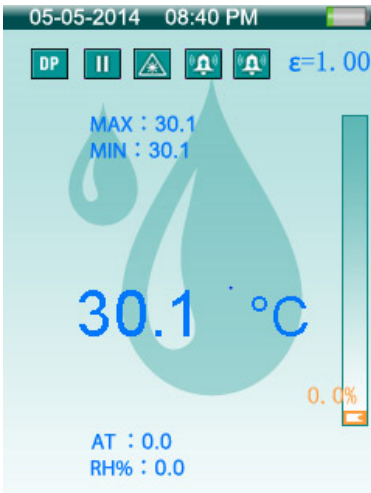 05-05-2014 08:40 PM
DP ε=1.00
MAX：30.1
MIN：30.1
30.1 °C
0.0%
AT：0.0
RH%：0.0